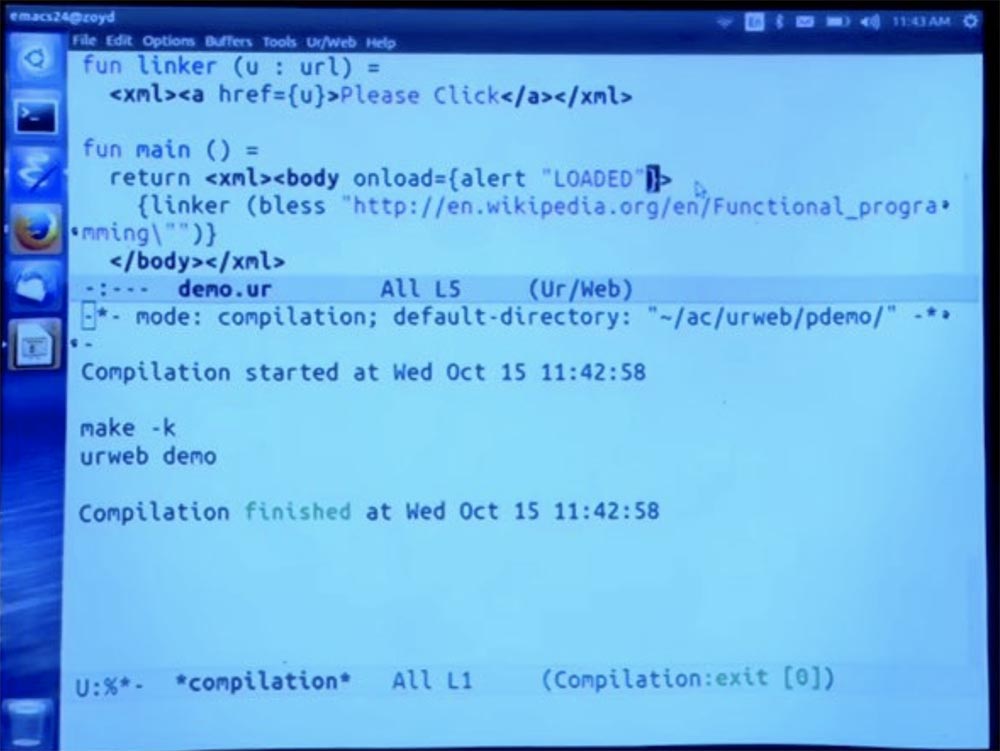 emacs24@zoyd
En 11:43 AM
File Edit Options Buffers Tools Ur/Web Help
fun linker (u : url) =
<xml><a href={u}>Please Click</a></xml>
fun main () =
return <xml><body onload={alert "LOADED"}>
{linker (bless "http://en.wikipedia.org/en/Functional_progra
mming\"")}
</body></xml>
-:--- demo.ur All L5 (Ur/Web)
-*- mode: compilation; default-directory: "~/ac/urweb/pdemo/" -*
-
Compilation started at Wed Oct 15 11:42:58
make -k
urweb demo
Compilation finished at Wed Oct 15 11:42:58
U:%*- *compilation* All L1 (Compilation:exit [0])